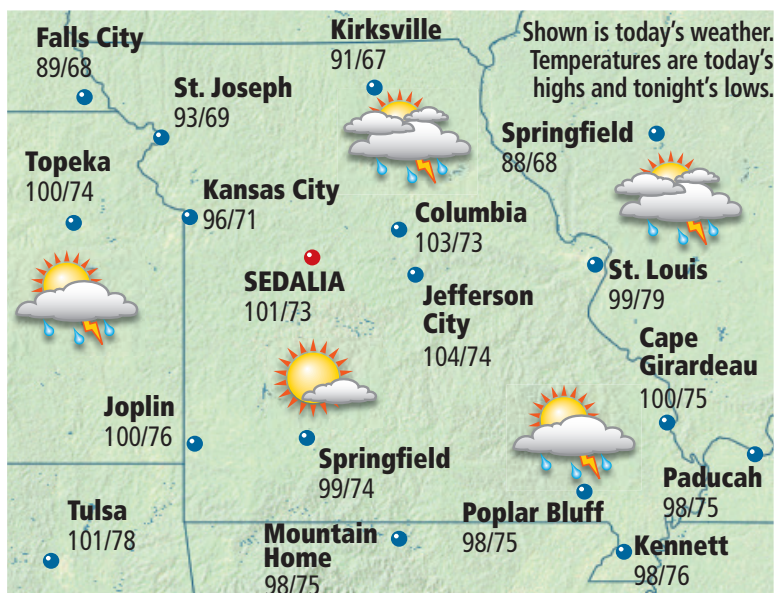 Falls City
89/68
St. Joseph
93/69
Kirksville
91/67
Shown is today's weather.
Temperatures are today's
highs and tonight's lows.
Springfield
88/68
Topeka
100/74
Kansas City
96/71
Columbia
103/73
SEDALIA
101/73
Jefferson
City
104/74
St. Louis
99/79
Cape
Girardeau
100/75
Joplin
100/76
Springfield
99/74
Paducah
98/75
Tulsa
101/78
Mountain
Home
98/75
Poplar Bluff
98/75
Kennett
98/76